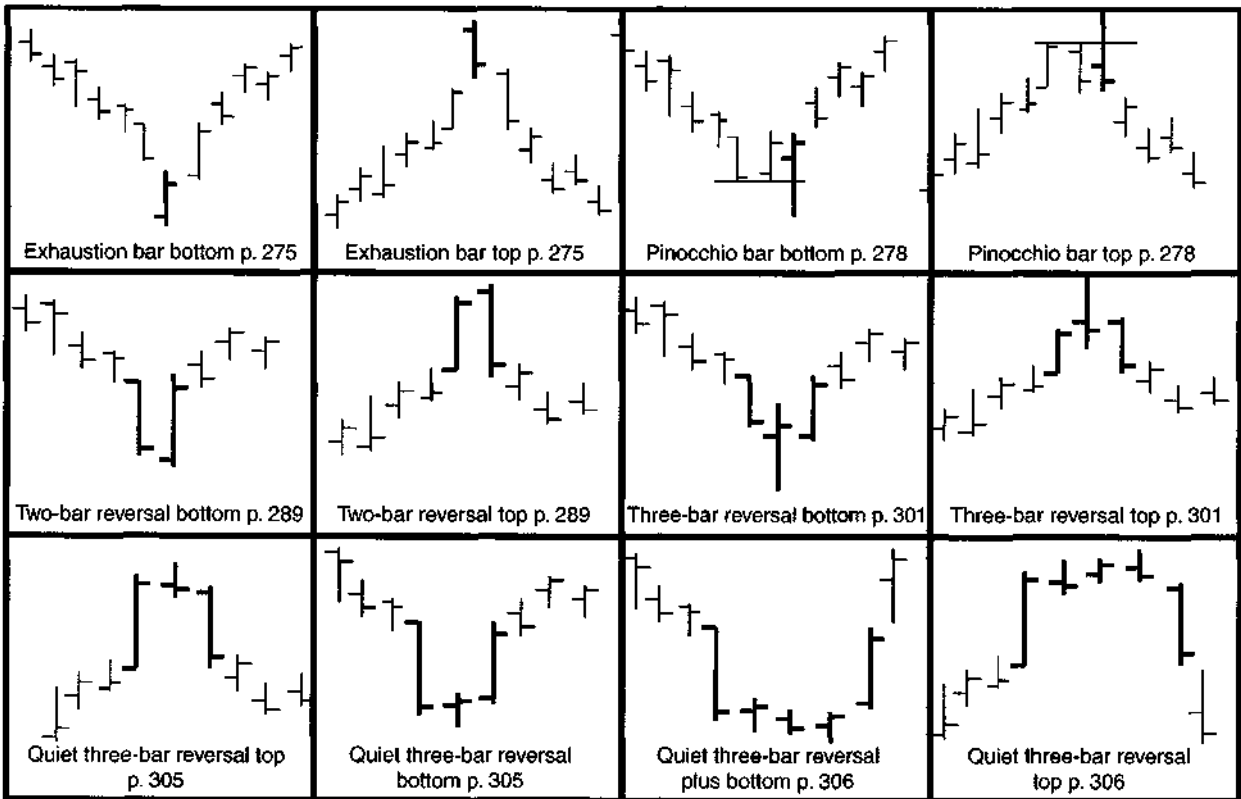 Exhaustion bar bottom p. 275
Exhaustion bar top p. 275
Pinocchio bar bottom p. 278
Pinocchio bar top p. 278
Two-bar reversal bottom p. 289
Two-bar reversal top p. 289
Three-bar reversal bottom p. 301
Three-bar reversal top p. 301
Quiet three-bar reversal top
p. 305
Quiet three-bar reversal
bottom p. 305
Quiet three-bar reversal
plus bottom p. 306
Quiet three-bar reversal
top p. 306